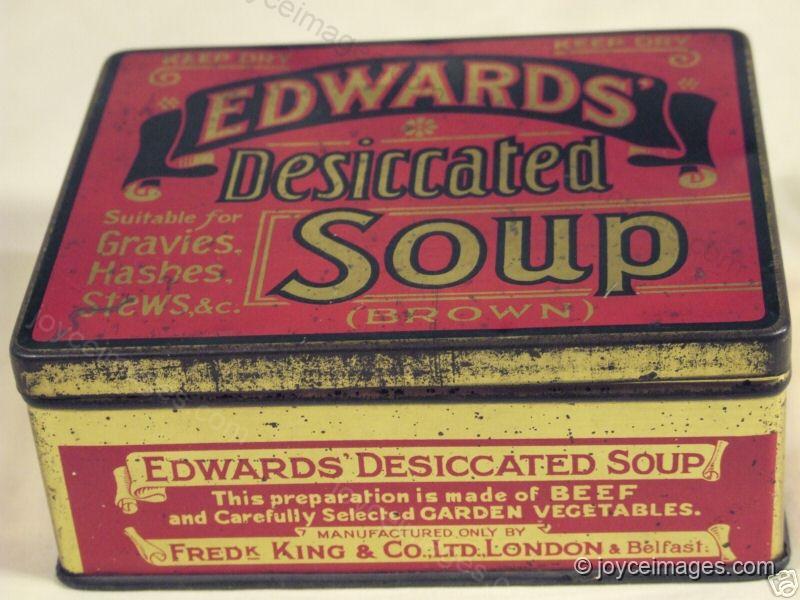 KEEP DRY KEEP DRY
EDWARDS'
Desiccated
Soup
(BROWN)
Suitable for
Gravies,
Hashes,
Stews, &c.
EDWARDS' DESICCATED SOUP
This preparation is made of BEEF
and Carefully Selected GARDEN VEGETABLES.
MANUFACTURED ONLY BY
FREDK KING & CO., LTD., LONDON & Belfast.
© joyceimages.com
joyceimages.com